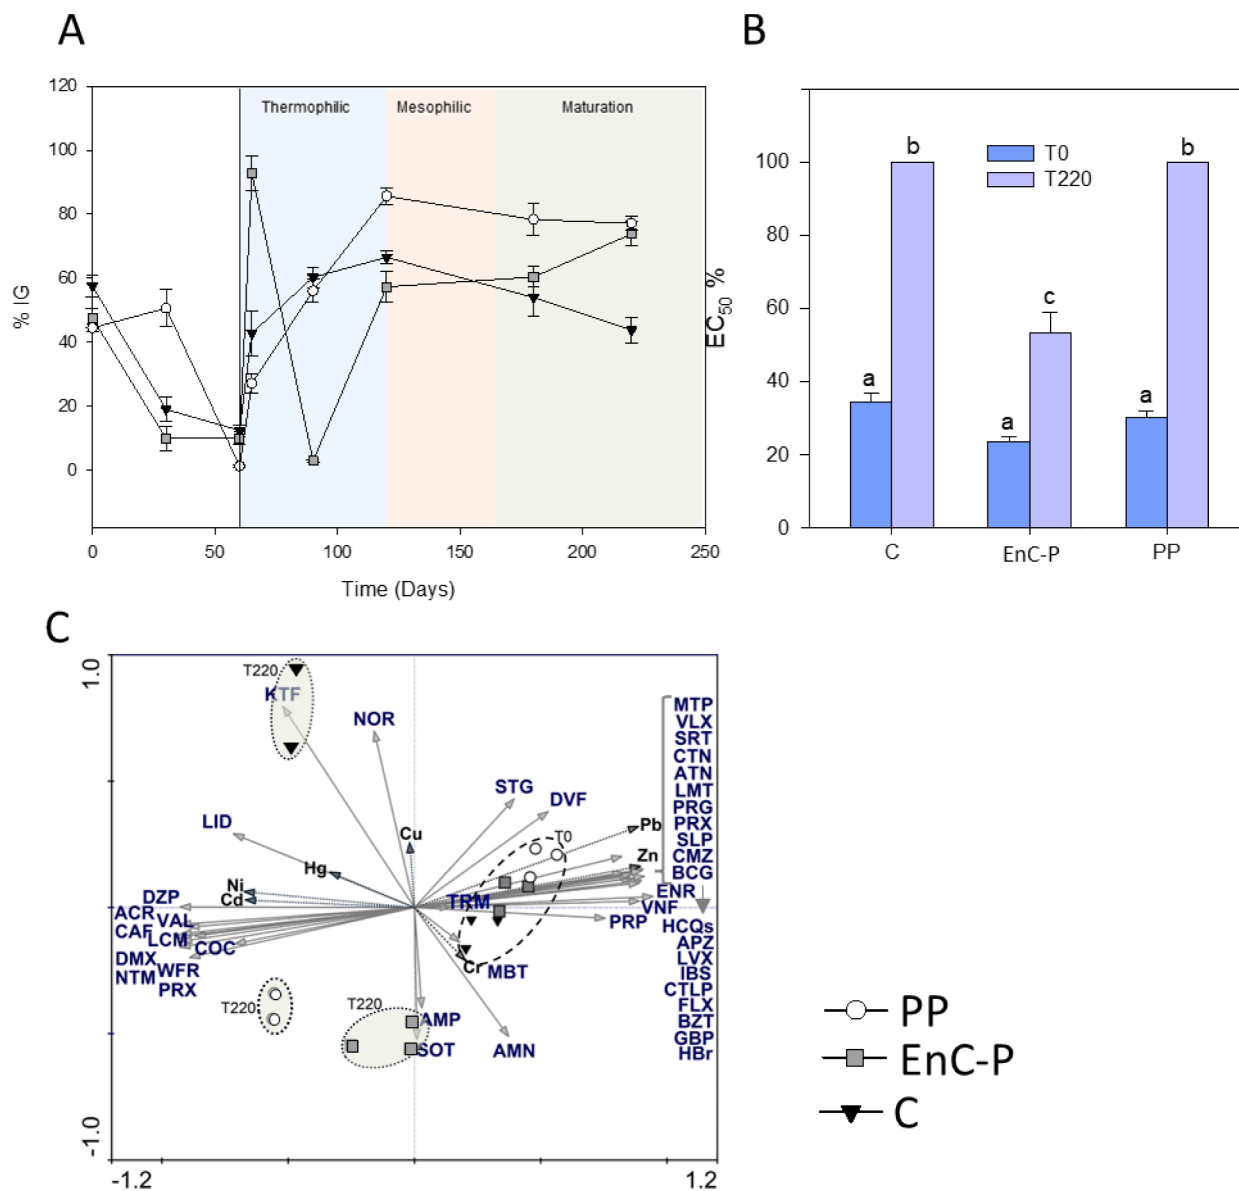 A
B
120
100
80
60
40
20
0
% IG
Thermophilic
Mesophilic
Maturation
0
50
100
150
200
250
Time (Days)
EC50 %
100
80
60
40
20
0
T0
T220
a
b
a
c
a
b
C
EnC-P
PP
C
1.0
-1.0
-1.2
1.2
T220
KTF
NOR
STG
DVF
LID
Cu
Hg
Ni
Cd
T0
Pb
Zn
MTP
VLX
SRT
CTN
ATN
LMT
PRG
PRX
SLP
CMZ
BCG
ENR
VNF
HCQs
APZ
LVX
IBS
CTLP
FLX
BZT
GBP
HBr
TRM
PRP
DZP
ACR
VAL
CAF
LCM
COC
DMX
WFR
NTM
PRX
Cr
MBT
T220
T220
AMP
SOT
AMN
PP
EnC-P
C